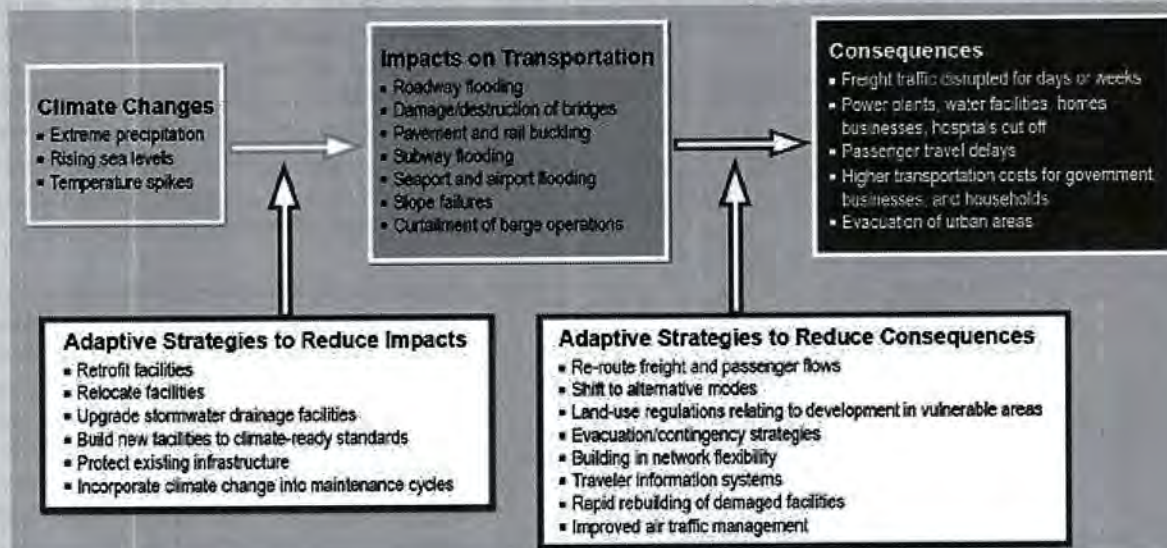 Climate Changes
▪ Extreme precipitation
▪ Rising sea levels
▪ Temperature spikes
Impacts on Transportation
▪ Roadway flooding
▪ Damage/destruction of bridges
▪ Pavement and rail buckling
▪ Subway flooding
▪ Seaport and airport flooding
▪ Slope failures
▪ Curtailment of barge operations
Consequences
▪ Freight traffic disrupted for days or weeks
▪ Power plants, water facilities, homes
businesses, hospitals cut off
▪ Passenger travel delays
▪ Higher transportation costs for government
businesses, and households
▪ Evacuation of urban areas
Adaptive Strategies to Reduce Impacts
▪ Retrofit facilities
▪ Relocate facilities
▪ Upgrade stormwater drainage facilities
▪ Build new facilities to climate-ready standards
▪ Protect existing infrastructure
▪ Incorporate climate change into maintenance cycles
Adaptive Strategies to Reduce Consequences
▪ Re-route freight and passenger flows
▪ Shift to alternative modes
▪ Land-use regulations relating to development in vulnerable areas
▪ Evacuation/contingency strategies
▪ Building in network flexibility
▪ Traveler information systems
▪ Rapid rebuilding of damaged facilities
▪ Improved air traffic management